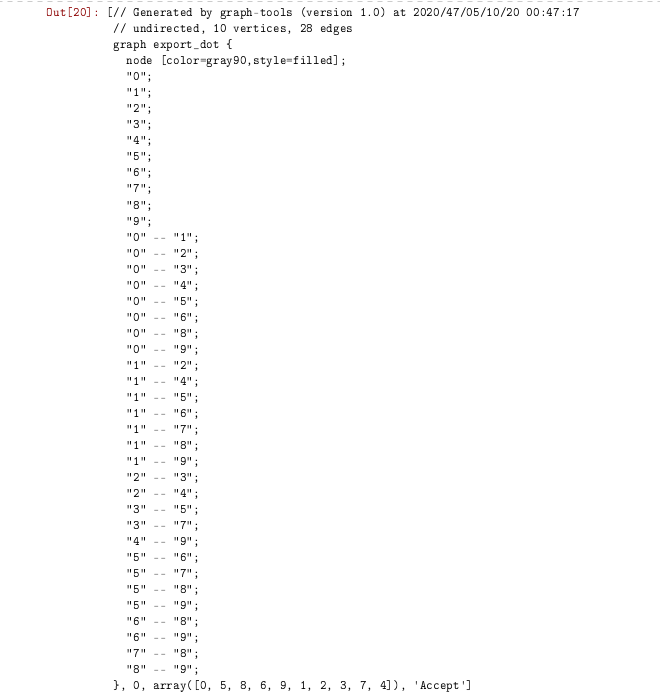 Out[20]: [// Generated by graph-tools (version 1.0) at 2020/47/05/10/20 00:47:17
// undirected, 10 vertices, 28 edges
graph export_dot {
node [color=gray90,style=filled];
"0";
"1";
"2";
"3";
"4";
"5";
"6";
"7";
"8";
"9";
"0" -- "1";
"0" -- "2";
"0" -- "3";
"0" -- "4";
"0" -- "5";
"0" -- "6";
"0" -- "8";
"0" -- "9";
"1" -- "2";
"1" -- "4";
"1" -- "5";
"1" -- "6";
"1" -- "7";
"1" -- "8";
"1" -- "9";
"2" -- "3";
"2" -- "4";
"3" -- "5";
"3" -- "7";
"4" -- "9";
"5" -- "6";
"5" -- "7";
"5" -- "8";
"5" -- "9";
"6" -- "8";
"6" -- "9";
"7" -- "8";
"8" -- "9";
}, 0, array([0, 5, 8, 6, 9, 1, 2, 3, 7, 4]), 'Accept']